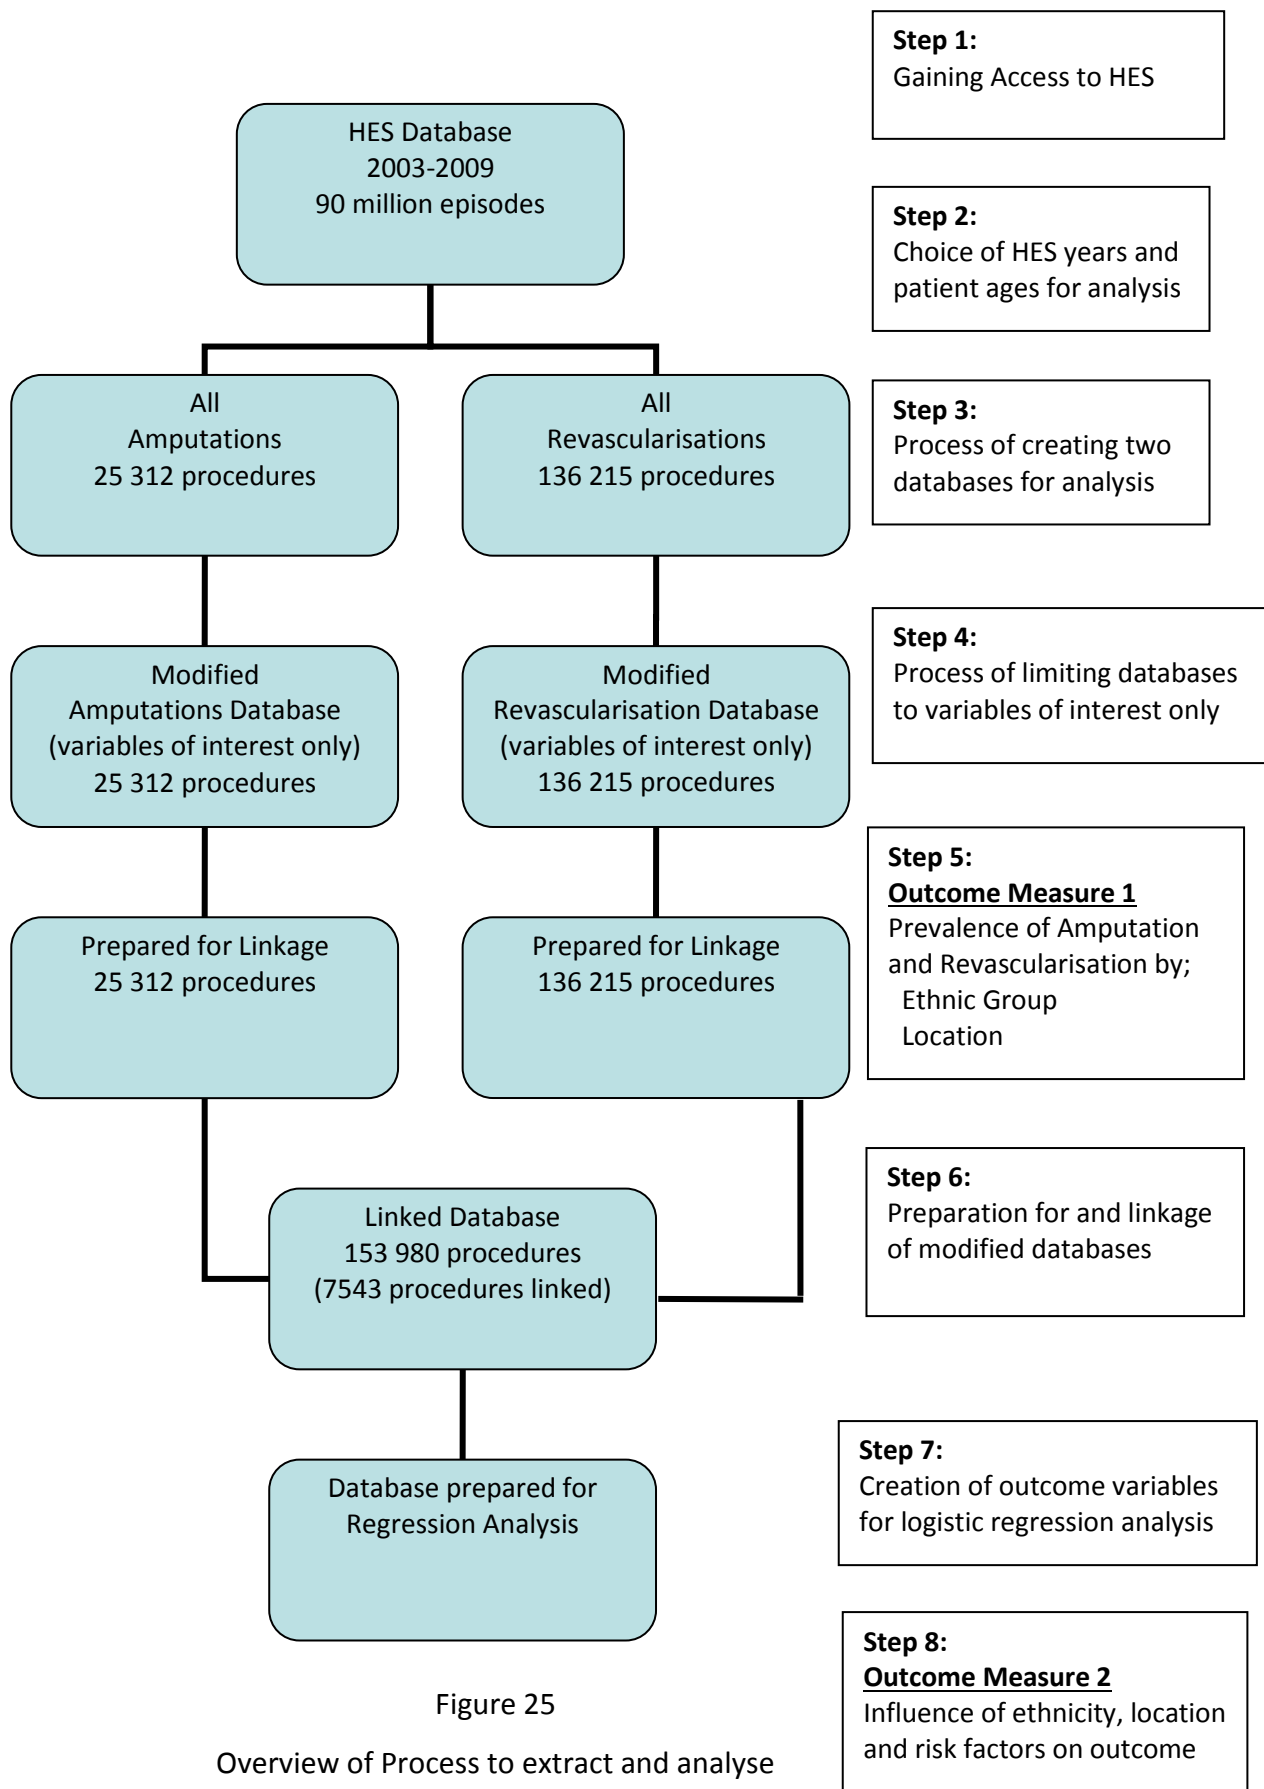 Step 1:
Gaining Access to HES
HES Database
2003-2009
90 million episodes
Step 2:
Choice of HES years and
patient ages for analysis
All
Amputations
25 312 procedures
All
Revascularisations
136 215 procedures
Step 3:
Process of creating two
databases for analysis
Modified
Amputations Database
(variables of interest only)
25 312 procedures
Modified
Revascularisation Database
(variables of interest only)
136 215 procedures
Step 4:
Process of limiting databases
to variables of interest only
Prepared for Linkage
25 312 procedures
Prepared for Linkage
136 215 procedures
Step 5:
Outcome Measure 1
Prevalence of Amputation
and Revascularisation by;
Ethnic Group
Location
Linked Database
153 980 procedures
(7543 procedures linked)
Step 6:
Preparation for and linkage
of modified databases
Database prepared for
Regression Analysis
Step 7:
Creation of outcome variables
for logistic regression analysis
Step 8:
Outcome Measure 2
Influence of ethnicity, location
and risk factors on outcome
Figure 25
Overview of Process to extract and analyse